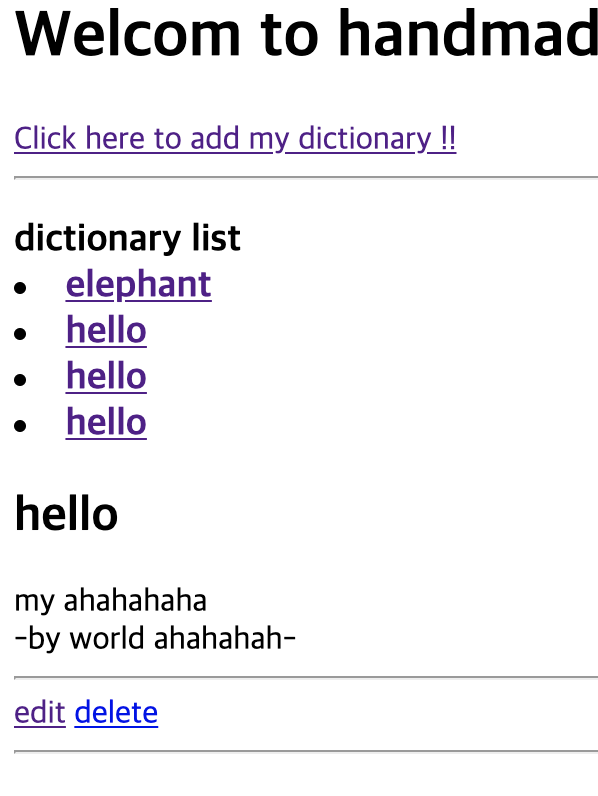 Welcom to handmad
Click here to add my dictionary !!
dictionary list
elephant
hello
hello
hello
hello
my ahahahaha
-by world ahahahah-
edit delete